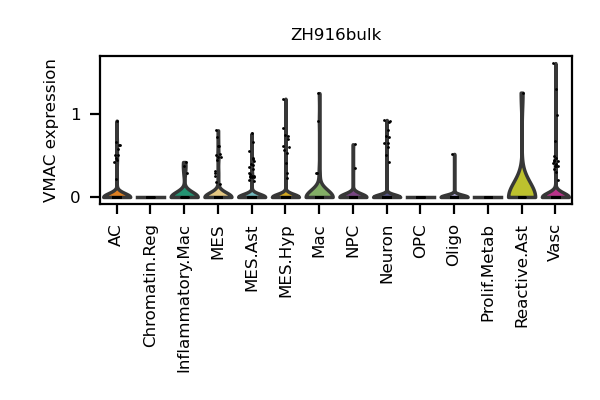 ZH916bulk
VMAC expression
1
0
AC
Chromatin.Reg
Inflammatory.Mac
MES
MES.Ast
MES.Hyp
Mac
NPC
Neuron
OPC
Oligo
Prolif.Metab
Reactive.Ast
Vasc